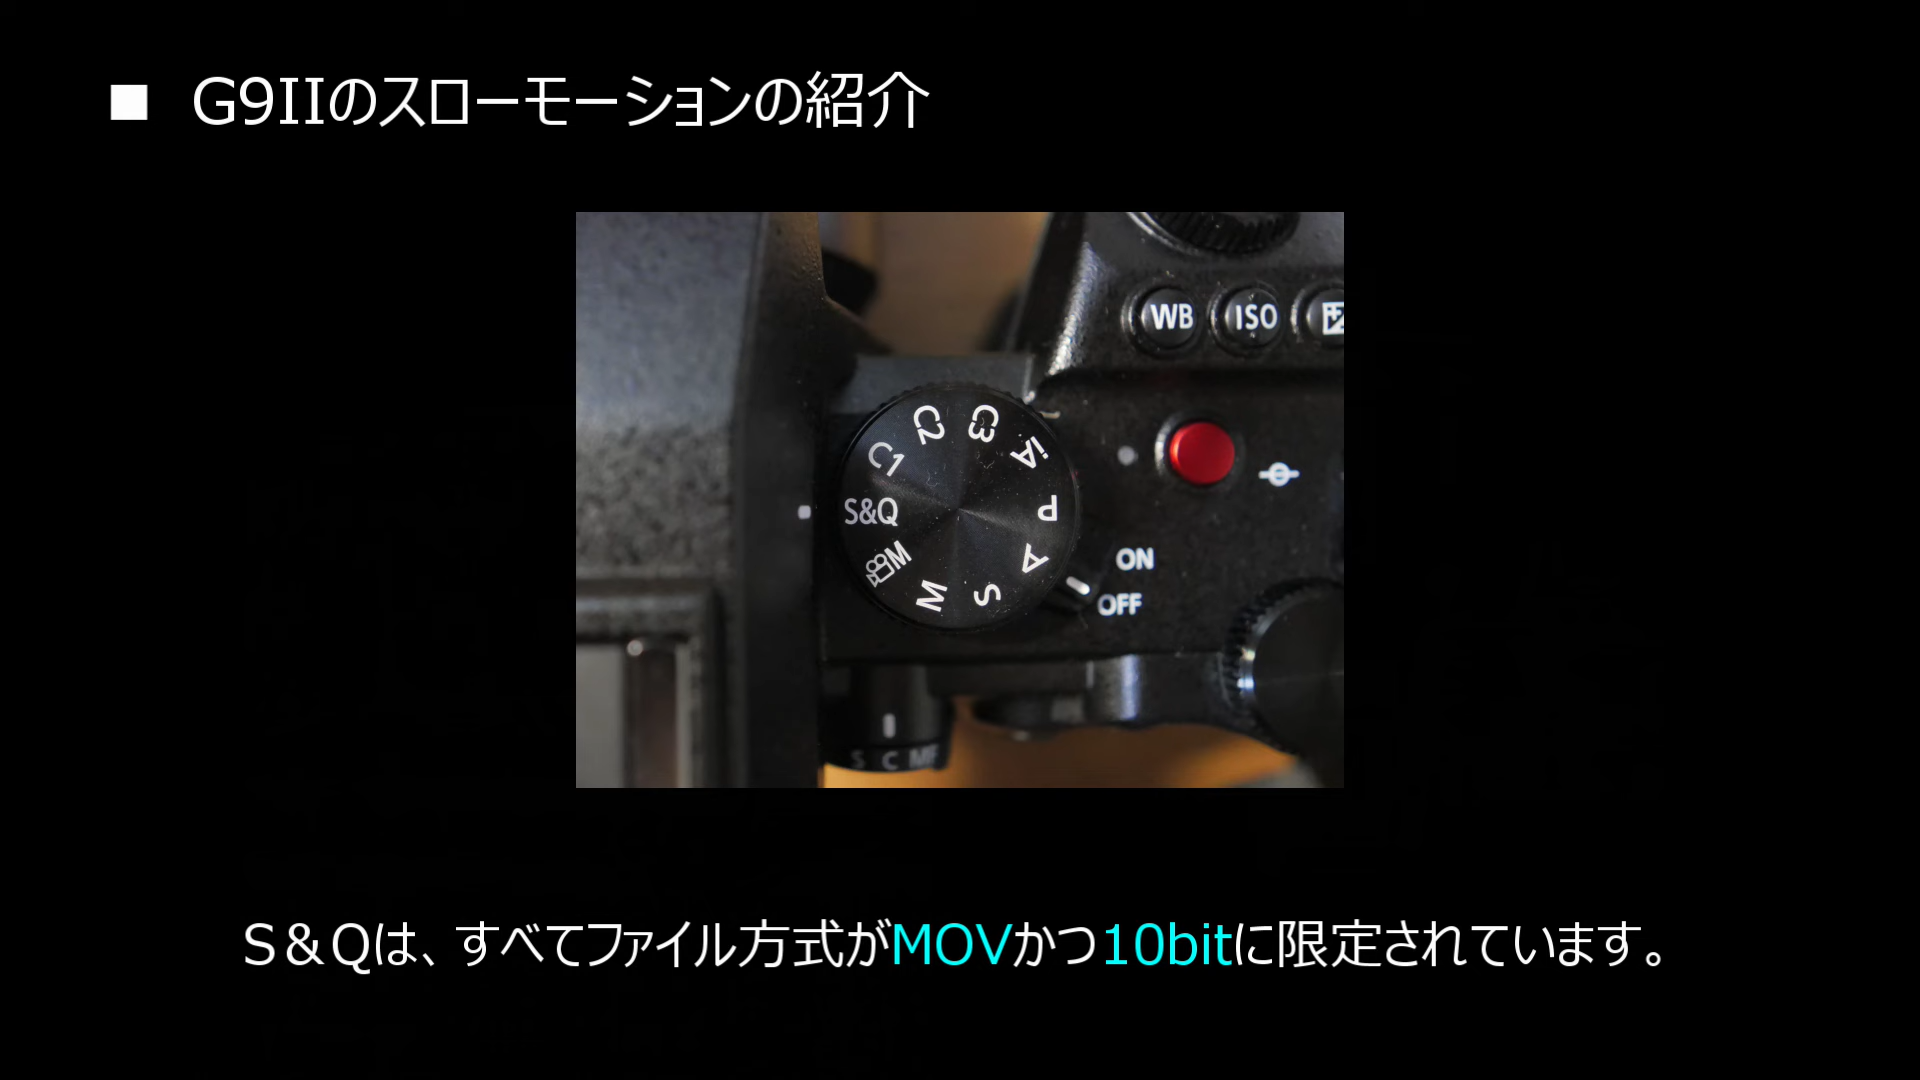 ■ G9IIのスローモーションの紹介
WB ISO
C2 C3
C1 iA
S&Q P
M A
M S
ON
OFF
S C MF
S＆Qは、すべてファイル方式がMOVかつ10bitに限定されています。